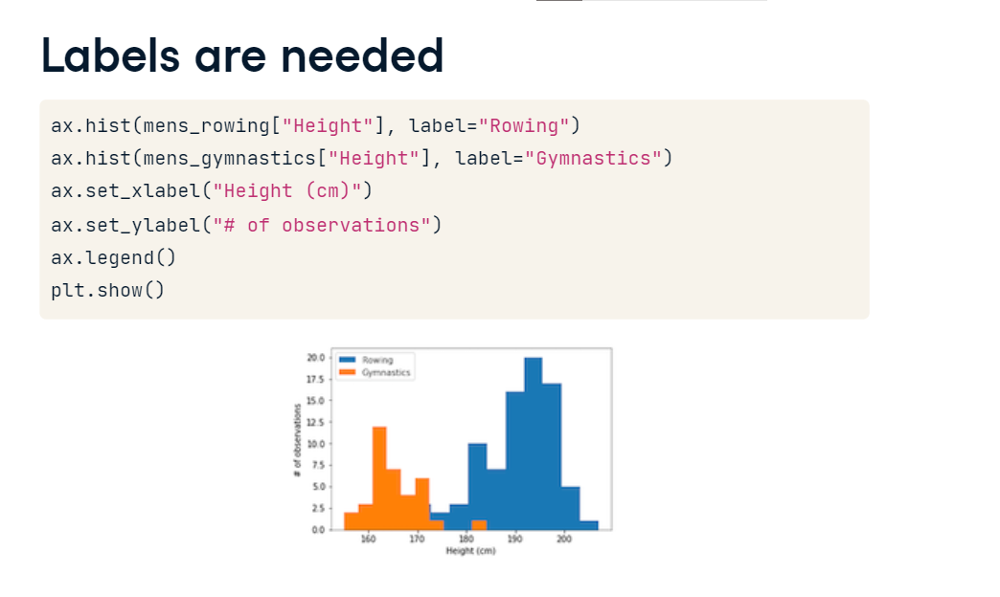 Labels are needed
ax.hist(mens_rowing["Height"], label="Rowing")
ax.hist(mens_gymnastics["Height"], label="Gymnastics")
ax.set_xlabel("Height (cm)")
ax.set_ylabel("# of observations")
ax.legend()
plt.show()
Rowing
Gymnastics
# of observations
20.0
17.5
15.0
12.5
10.0
7.5
5.0
2.5
0.0
160 170 180 190 200
Height (cm)